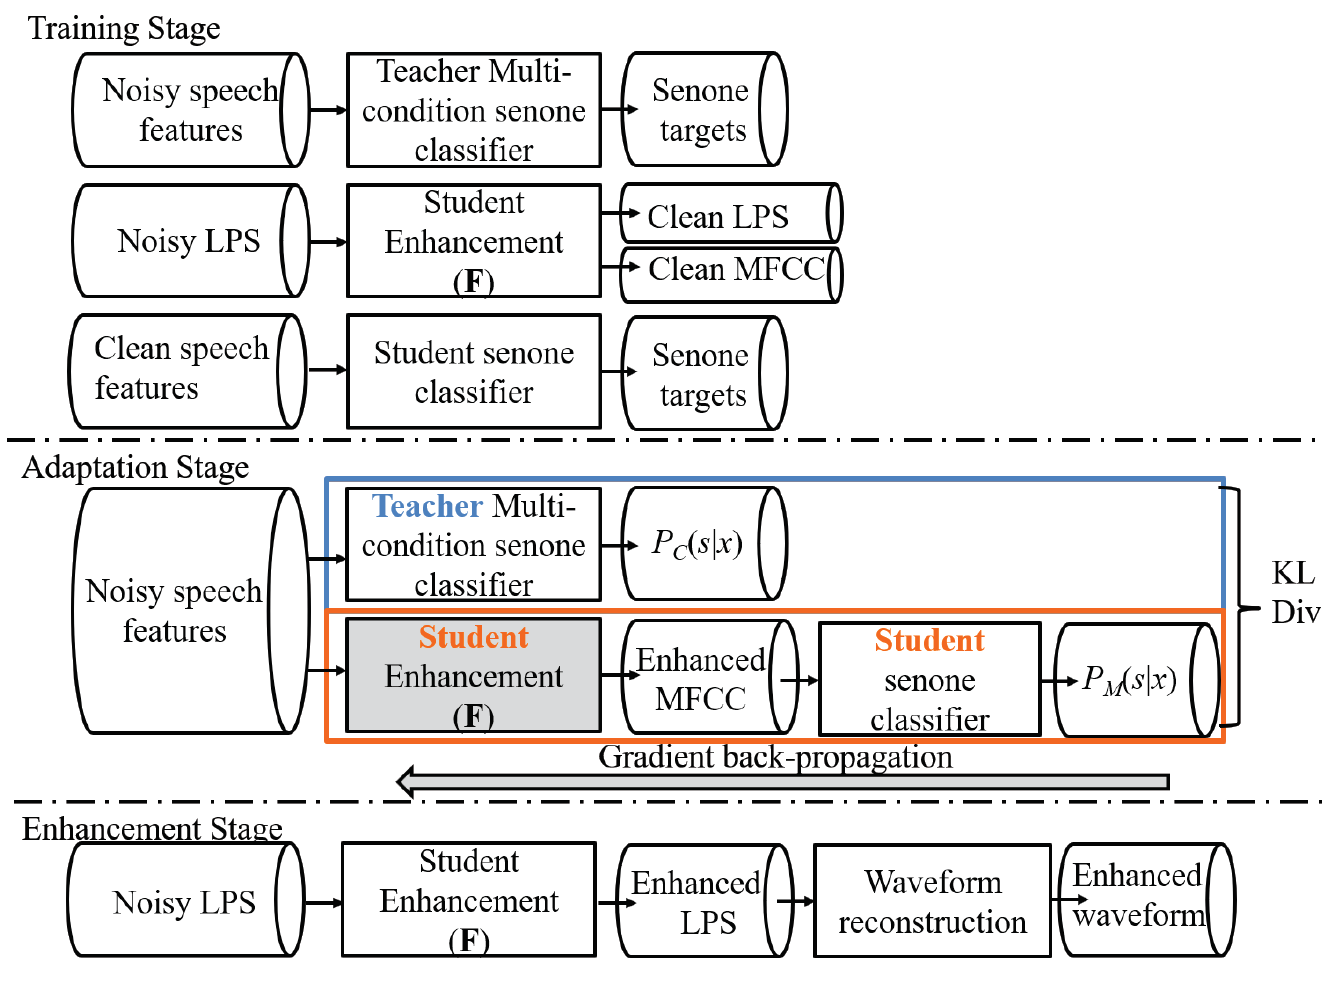 Training Stage
Noisy speech
features
Teacher Multi-
condition senone
classifier
Senone
targets
Noisy LPS
Student
Enhancement
(F)
Clean LPS
Clean MFCC
Clean speech
features
Student senone
classifier
Senone
targets
Adaptation Stage
Noisy speech
features
Teacher Multi-
condition senone
classifier
P_C(s|x)
KL
Div
Student
Enhancement
(F)
Enhanced
MFCC
Student
senone
classifier
P_M(s|x)
Gradient back-propagation
Enhancement Stage
Noisy LPS
Student
Enhancement
(F)
Enhanced
LPS
Waveform
reconstruction
Enhanced
waveform